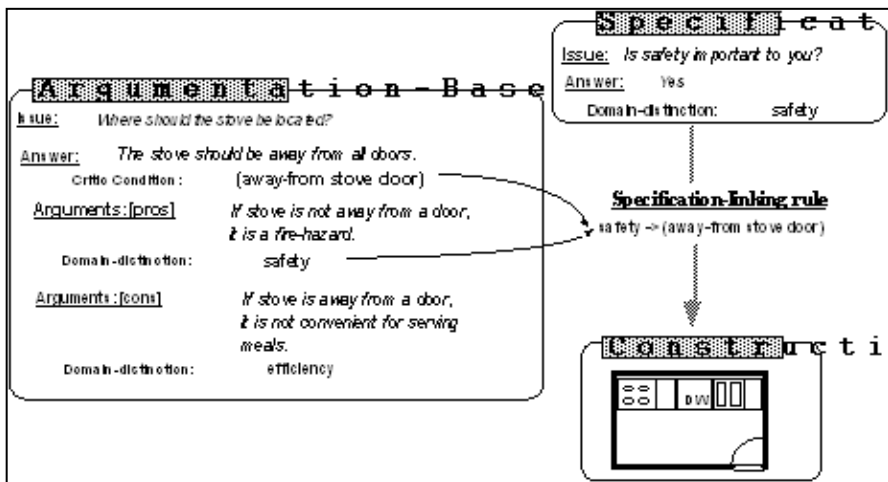 Specificat
Issue: Is safety important to you?
Answer: Yes
Domain-distinction: safety
Argumentation-Base
Issue: Where should the stove be located?
Answer: The stove should be away from all doors.
Critic Condition: (away-from stove door)
Arguments:[pros] If stove is not away from a door,
it is a fire-hazard.
Domain-distinction: safety
Arguments:[cons] If stove is away from a door,
it is not convenient for serving
meals.
Domain-distinction: efficiency
Specification-linking rule
safety ->(away-from stove door)
Constructi
DW